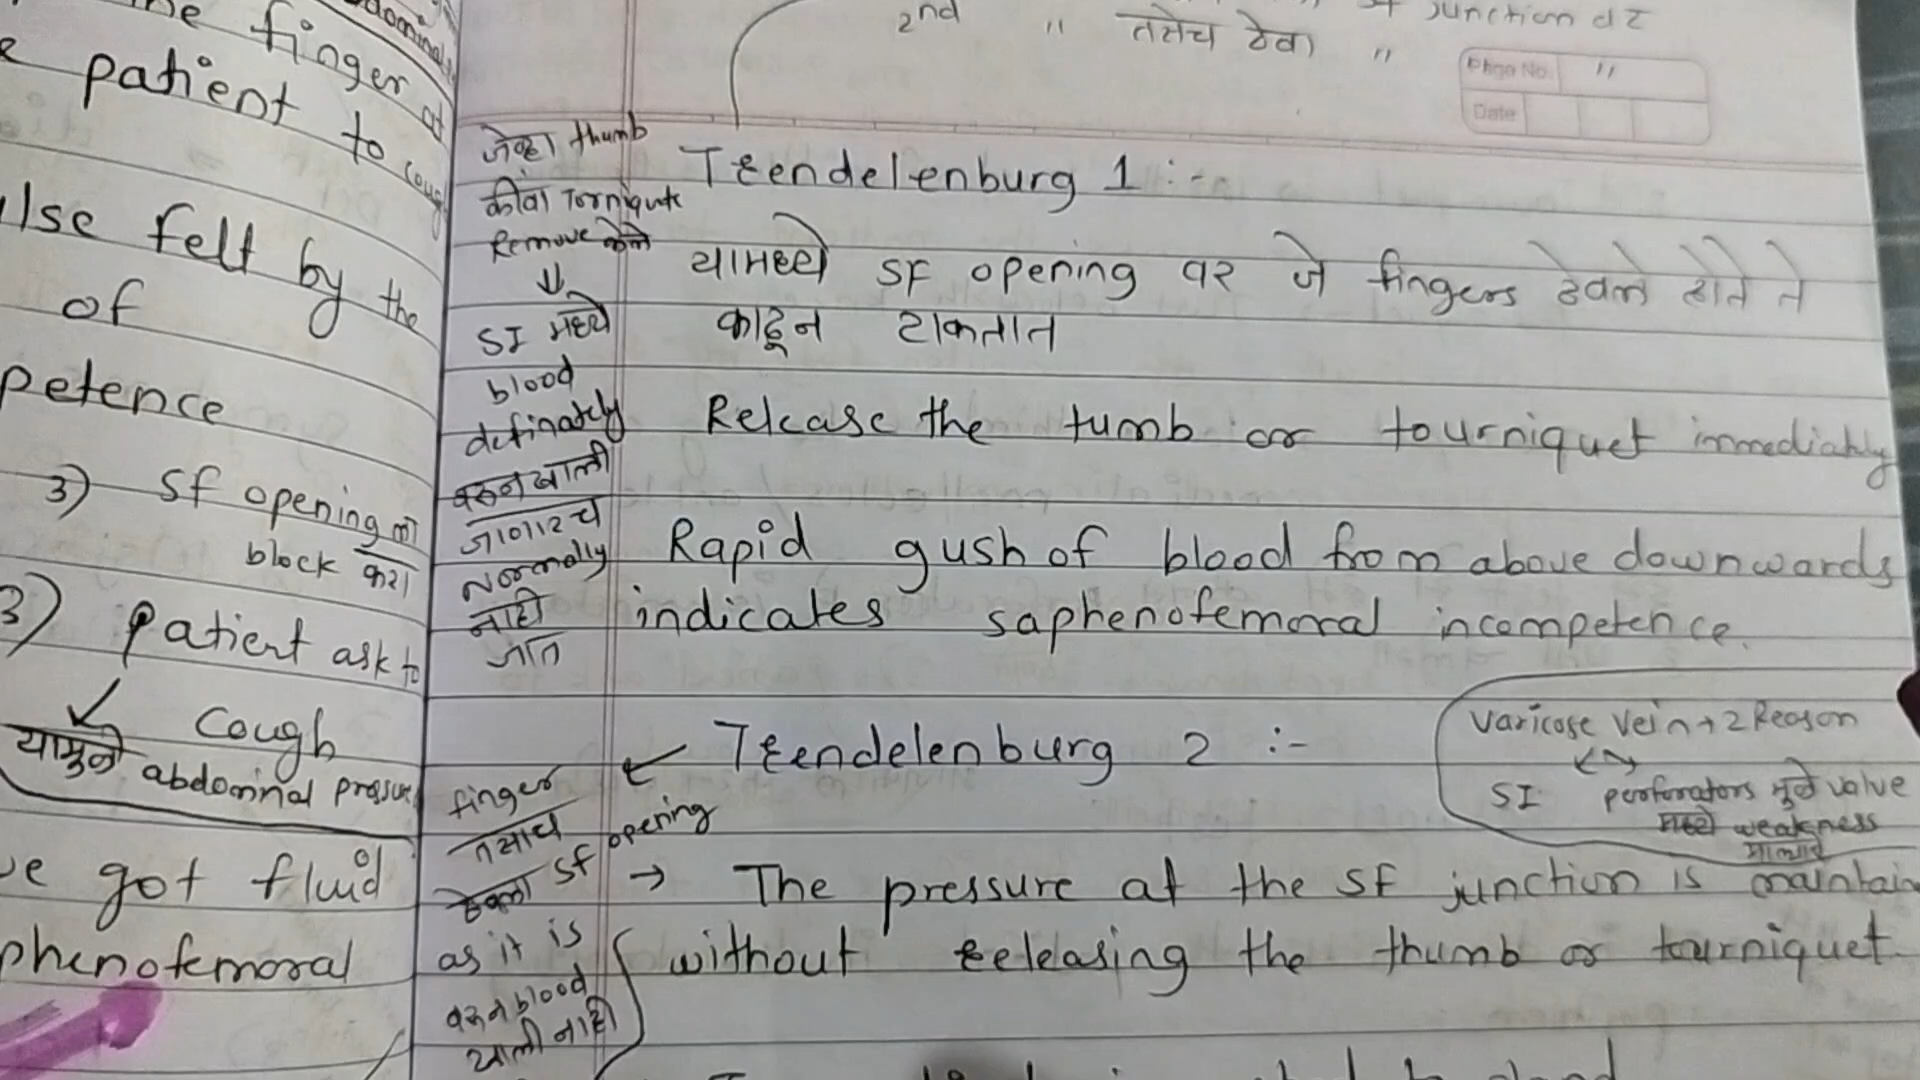 finger at
patient to
cough
felt by the
of
petence
3) SF opening ला
block करा
3) patient ask to
cough
यामुळे abdominal pressure
got fluid
phenofemoral
2nd " तसेच ठेवा "
junction वर
Page No. "
Date
जेव्हा thumb
कींवा Torniqute
Remove केले
↓
SI मध्ये
blood
definately
वरून खाली
जाणारच
Normally
नाही
जात
Trendelenburg 1 :-
यामध्ये SF opening वर जे fingers ठेवले होते ते
काढून टाकतात
Release the tumb or tourniquet immediatly
Rapid gush of blood from above downwards
indicates saphenofemoral incompetence.
Trendelenburg 2 :-
varicose vein → 2 Reason
SI perforators मुळे valve
मध्ये weakness
finger
तसाच
ठेवला SF opening
as it is
वरून blood
खाली नाही
→ The pressure at the SF junction is maintain
without releasing the thumb or tourniquet.